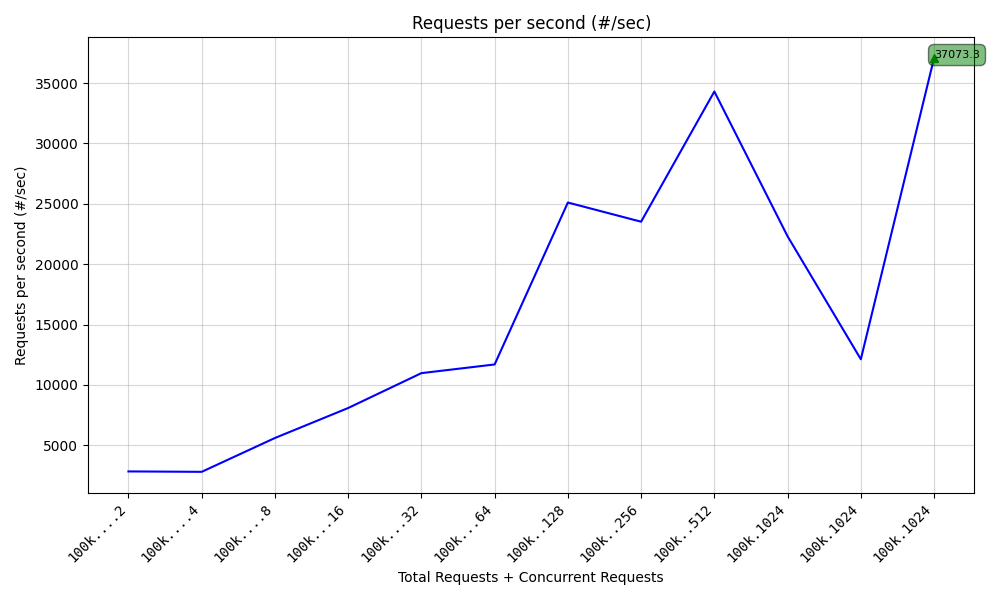 Requests per second (#/sec)
37073.3
35000
30000
25000
20000
15000
10000
5000
Requests per second (#/sec)
100k....2
100k....4
100k....8
100k...16
100k...32
100k...64
100k..128
100k..256
100k..512
100k.1024
100k.1024
100k.1024
Total Requests + Concurrent Requests